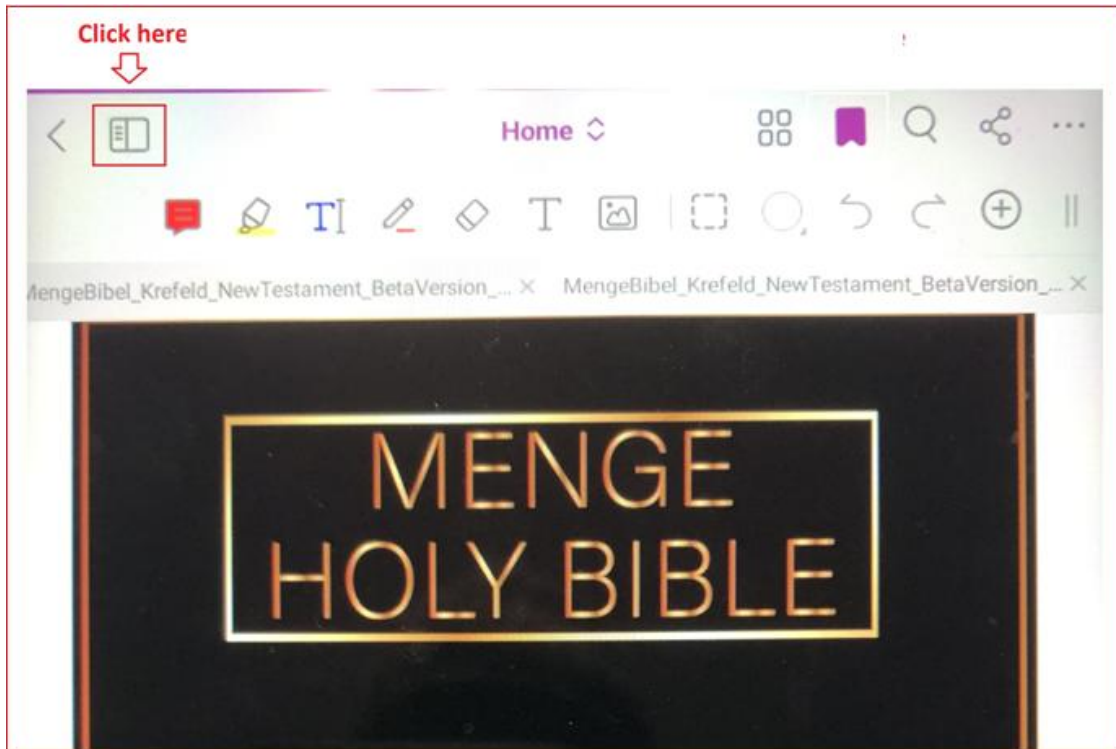 Click here
Home
MengeBibel_Krefeld_NewTestament_BetaVersion_... MengeBibel_Krefeld_NewTestament_BetaVersion_...
MENGE
HOLY BIBLE